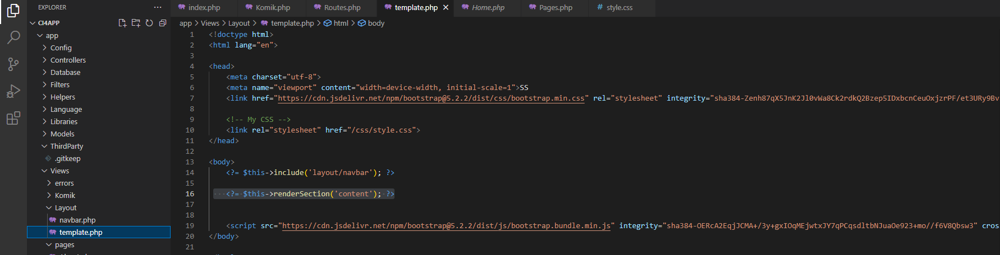 EXPLORER
CI4APP
app
Config
Controllers
Database
Filters
Helpers
Language
Libraries
Models
ThirdParty
.gitkeep
Views
errors
Komik
Layout
navbar.php
template.php
pages
index.php Komik.php Routes.php template.php Home.php Pages.php # style.css
app > Views > Layout > template.php > html > body
1 <!doctype html>
2 <html lang="en">
3
4 <head>
5 <meta charset="utf-8">
6 <meta name="viewport" content="width=device-width, initial-scale=1">SS
7 <link href="https://cdn.jsdelivr.net/npm/bootstrap@5.2.2/dist/css/bootstrap.min.css" rel="stylesheet" integrity="sha384-Zenh87qX5JnK2Jl0vWa8Ck2rdkQ2Bzep5IDxbcnCeuOxjzrPF/et3URy9Bv
8
9 <!-- My CSS -->
10 <link rel="stylesheet" href="/css/style.css">
11 </head>
12
13 <body>
14 <?= $this->include('layout/navbar'); ?>
15
16 <?= $this->renderSection('content'); ?>
17
18
19 <script src="https://cdn.jsdelivr.net/npm/bootstrap@5.2.2/dist/js/bootstrap.bundle.min.js" integrity="sha384-OERcA2EqjJCMA+/3y+gxIOqMEjwtxJY7qPCqsdltbNJuaOe923+mo//f6V8Qbsw3" cros
20 </body>
21